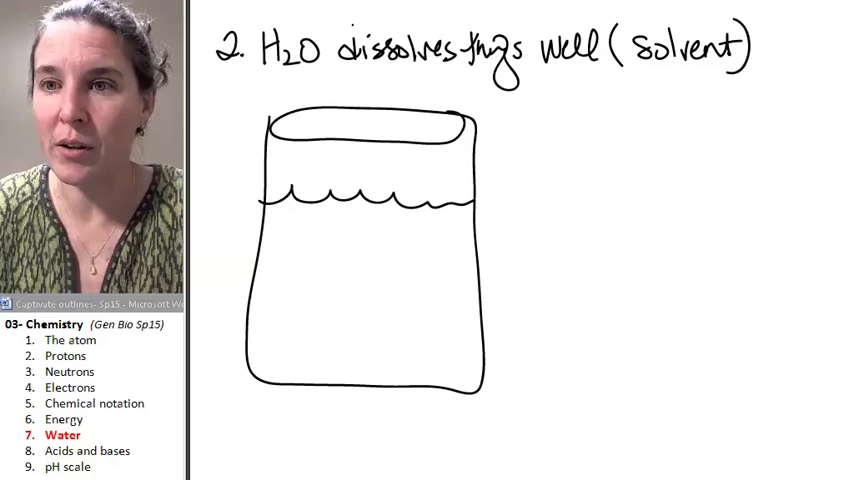 2. H2O dissolves things well (solvent)
Captivate outlines- Sp15 - Microsoft W
03- Chemistry (Gen Bio Sp15)
1. The atom
2. Protons
3. Neutrons
4. Electrons
5. Chemical notation
6. Energy
7. Water
8. Acids and bases
9. pH scale